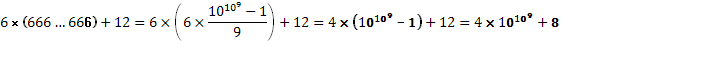 6 × (666 … 666) + 12 = 6 × (6 × (10^{10^9} − 1)/9) + 12 = 4 × (10^{10^9} − 1) + 12 = 4 × 10^{10^9} + 8